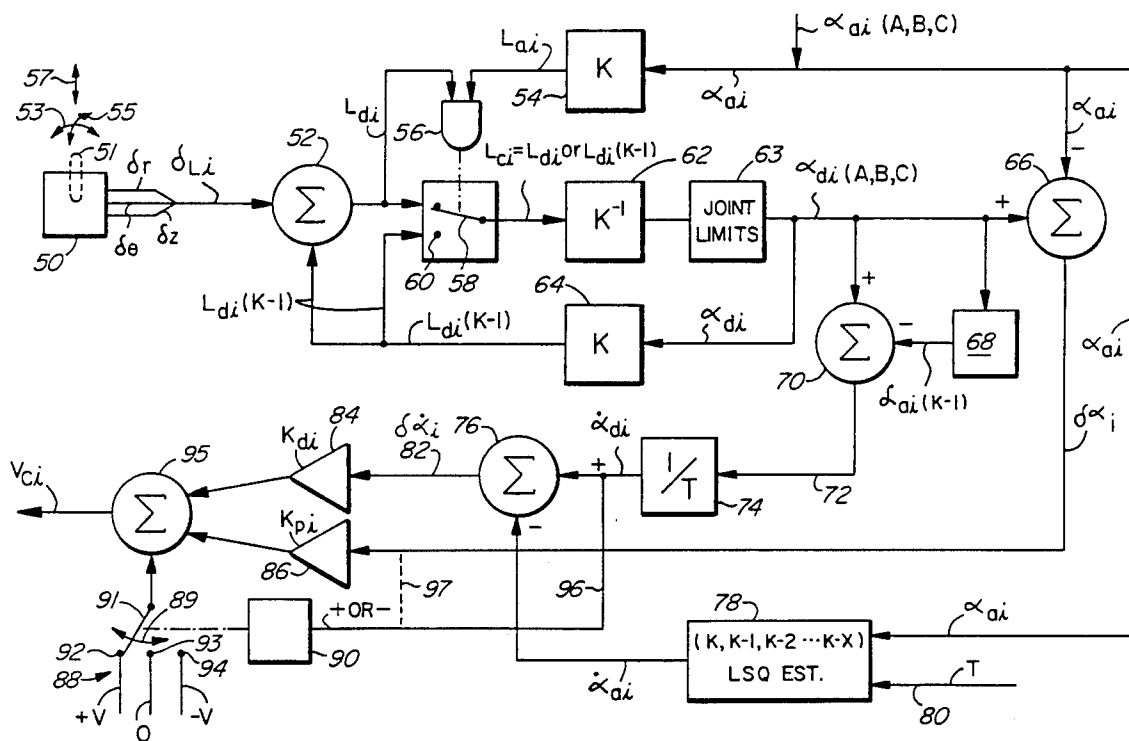 αai (A,B,C)
Lai
K
54
αai
αai
57
53
55
51
δr
δθ
δz
δLi
50
Ldi
56
52
Σ
Lci=Ldi or Ldi(K-1)
62
K-1
63
JOINT
LIMITS
αdi (A,B,C)
66
+
-
Σ
60
58
Ldi(K-1)
Ldi(K-1)
64
K
αdi
+
-
Σ
70
68
αai(K-1)
αai
δαi
84
Kdi
δα̇i
82
76
Σ
+
-
α̇di
1/T
74
72
95
Σ
Vci
Kpi
86
97
96
91
89
92
93
94
88
+V
O
-V
+OR-
90
78
(K, K-1, K-2 ··· K-X)
LSQ EST.
αai
T
80
α̇ai